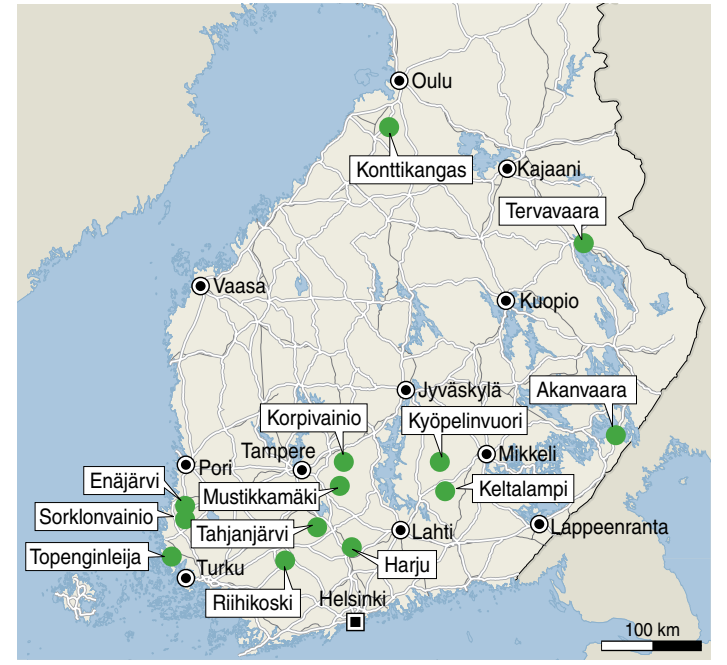 Oulu
Konttikangas
Kajaani
Tervavaara
Vaasa
Kuopio
Jyväskylä
Akanvaara
Korpivainio
Kyöpelinvuori
Tampere
Mikkeli
Pori
Enäjärvi
Mustikkamäki
Keltalampi
Sorklonvainio
Tahjanjärvi
Lahti
Lappeenranta
Topenginleija
Harju
Turku
Riihikoski
Helsinki
100 km